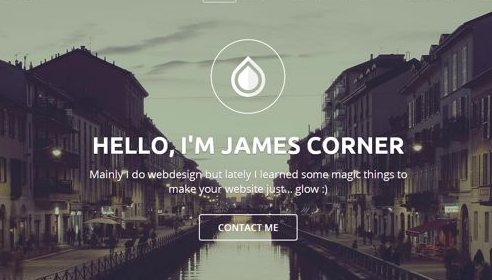 HELLO, I'M JAMES CORNER
Mainly I do webdesign but lately I learned some magic things to
make your website just... glow :)
CONTACT ME